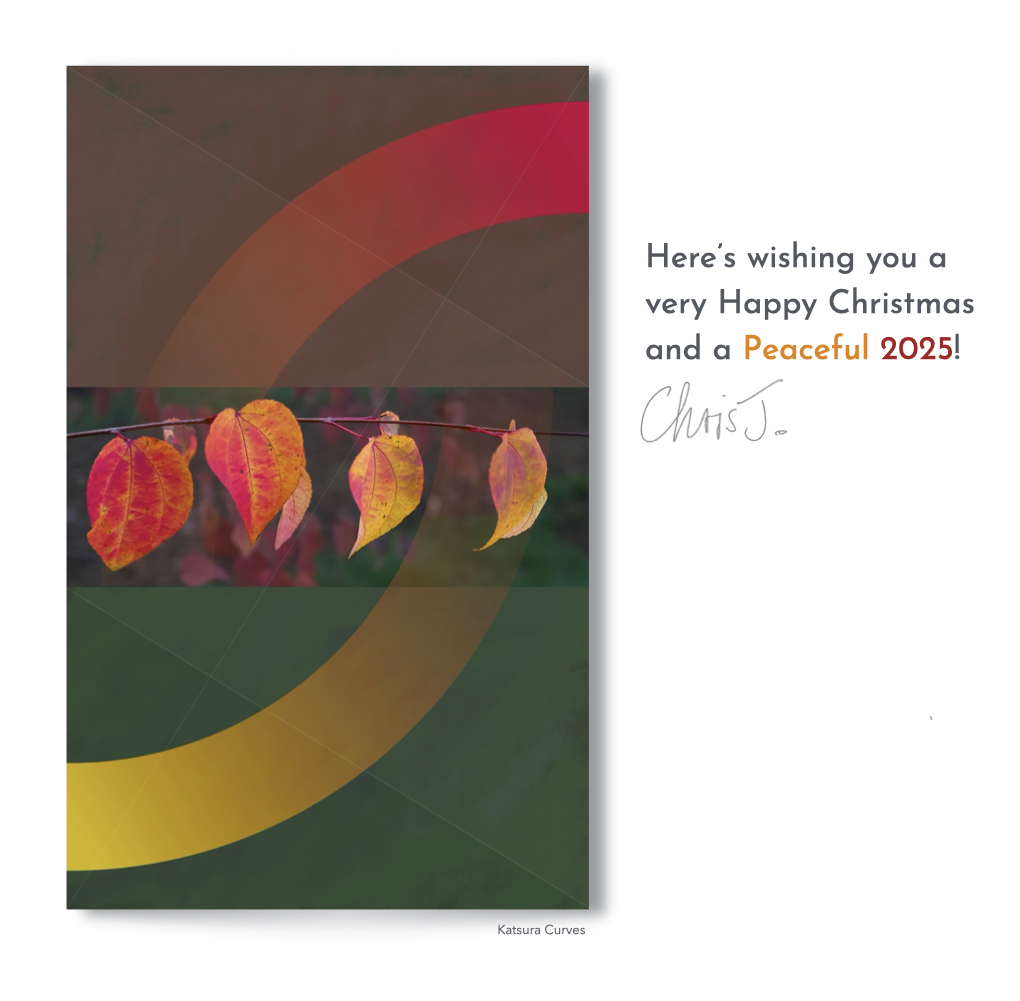 Here's wishing you a
very Happy Christmas
and a Peaceful 2025!
Chris J.
Katsura Curves